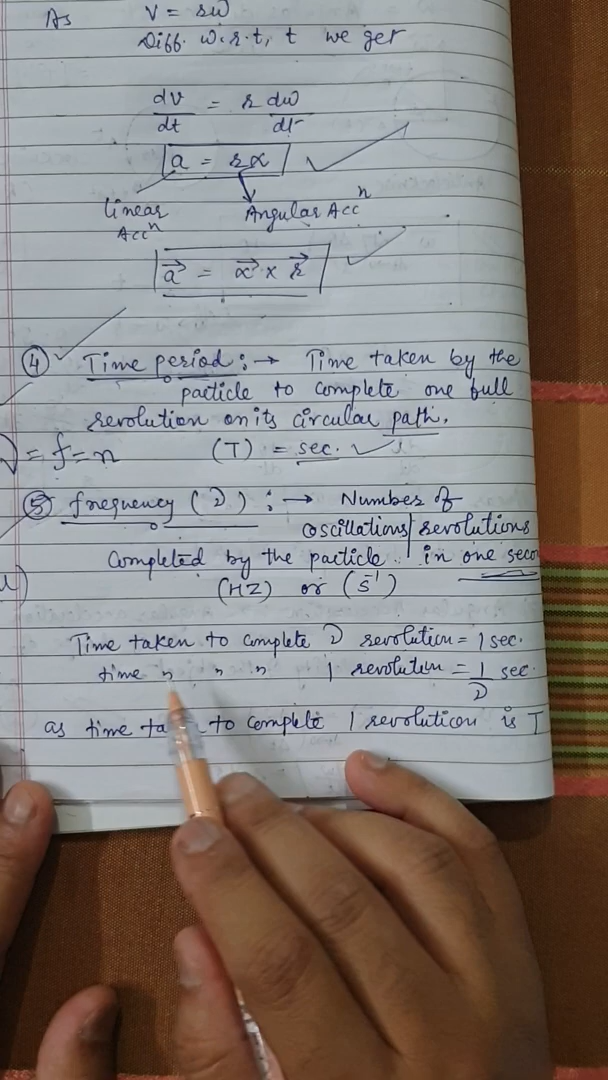 As v = rω
Diff. w.r.t, t we get
dv/dt = r dω/dt
a = rα
linear Accⁿ Angular Accⁿ
a⃗ = α⃗ × r⃗
④ Time period :→ Time taken by the
particle to complete one full
revolution on its circular path.
ν = f = n (T) = sec.
⑤ frequency (ν) :→ Number of
oscillations/revolutions
Completed by the particle in one
(HZ) or (S⁻¹)
Time taken to complete ν revolution = 1 sec.
time " " " 1 revolution = 1/ν sec.
as time to complete 1 revolution is T